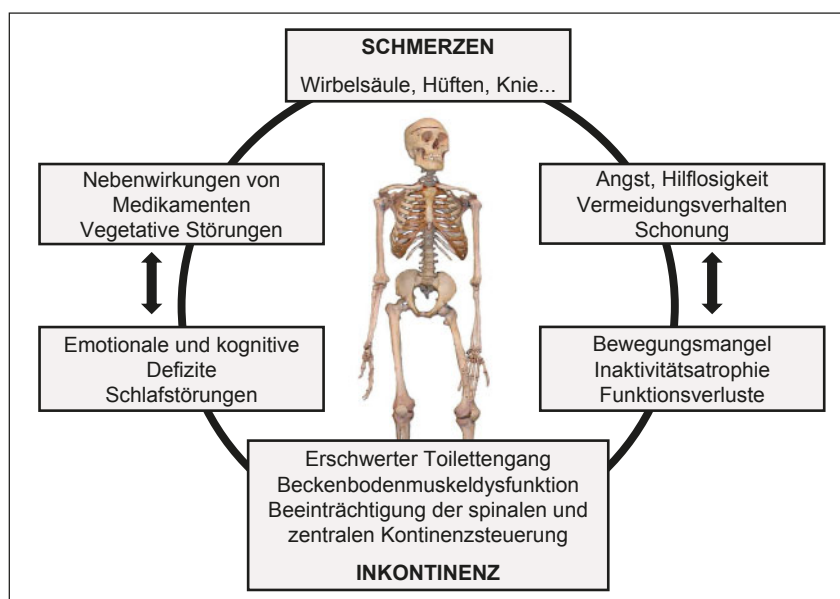 SCHMERZEN
Wirbelsäule, Hüften, Knie...
Nebenwirkungen von
Medikamenten
Vegetative Störungen
Angst, Hilflosigkeit
Vermeidungsverhalten
Schonung
Emotionale und kognitive
Defizite
Schlafstörungen
Bewegungsmangel
Inaktivitätsatrophie
Funktionsverluste
Erschwerter Toilettengang
Beckenbodenmuskeldysfunktion
Beeinträchtigung der spinalen und
zentralen Kontinenzsteuerung
INKONTINENZ